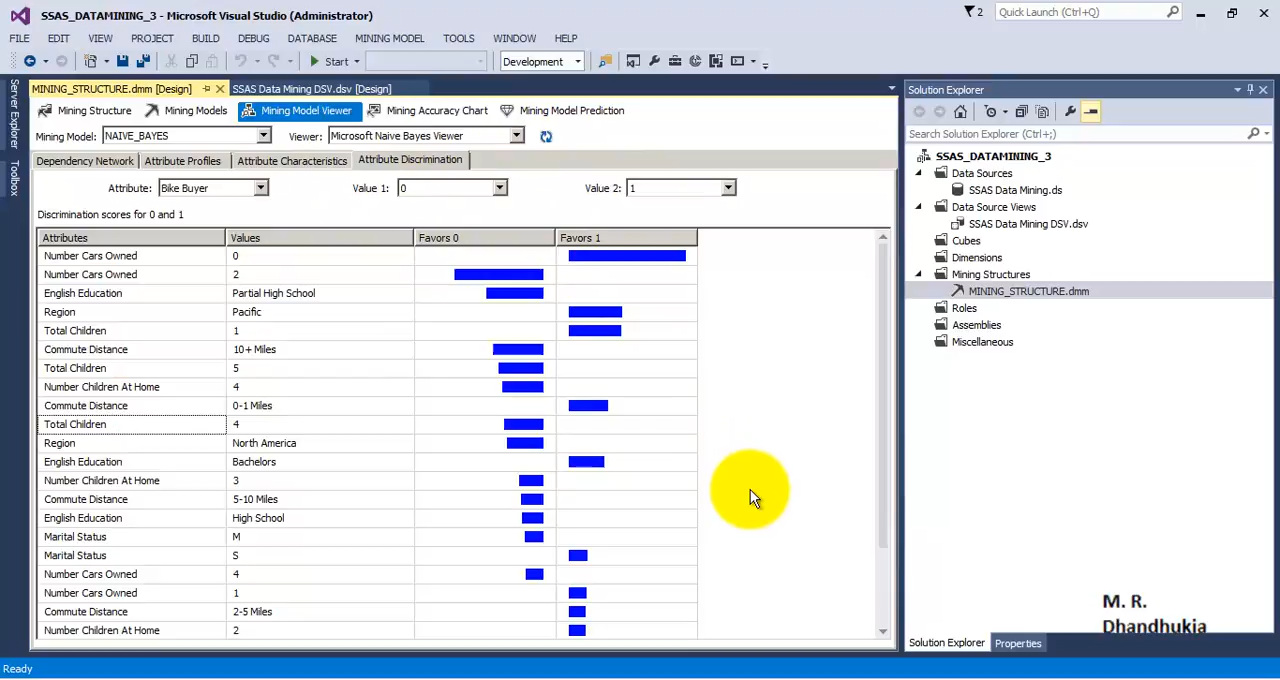 SSAS_DATAMINING_3 - Microsoft Visual Studio (Administrator)
2 Quick Launch (Ctrl+Q)
FILE EDIT VIEW PROJECT BUILD DEBUG DATABASE MINING MODEL TOOLS WINDOW HELP
Start Development
MINING_STRUCTURE.dmm [Design] SSAS Data Mining DSV.dsv [Design]
Mining Structure Mining Models Mining Model Viewer Mining Accuracy Chart Mining Model Prediction
Mining Model: NAIVE_BAYES Viewer: Microsoft Naive Bayes Viewer
Dependency Network Attribute Profiles Attribute Characteristics Attribute Discrimination
Attribute: Bike Buyer Value 1: 0 Value 2: 1
Discrimination scores for 0 and 1
Attributes Values Favors 0 Favors 1
Number Cars Owned 0
Number Cars Owned 2
English Education Partial High School
Region Pacific
Total Children 1
Commute Distance 10+ Miles
Total Children 5
Number Children At Home 4
Commute Distance 0-1 Miles
Total Children 4
Region North America
English Education Bachelors
Number Children At Home 3
Commute Distance 5-10 Miles
English Education High School
Marital Status M
Marital Status S
Number Cars Owned 4
Number Cars Owned 1
Commute Distance 2-5 Miles
Number Children At Home 2
Server Explorer
Toolbox
Solution Explorer
Search Solution Explorer (Ctrl+;)
SSAS_DATAMINING_3
Data Sources
SSAS Data Mining.ds
Data Source Views
SSAS Data Mining DSV.dsv
Cubes
Dimensions
Mining Structures
MINING_STRUCTURE.dmm
Roles
Assemblies
Miscellaneous
M. R.
Dhandhukia
Solution Explorer Properties
Ready